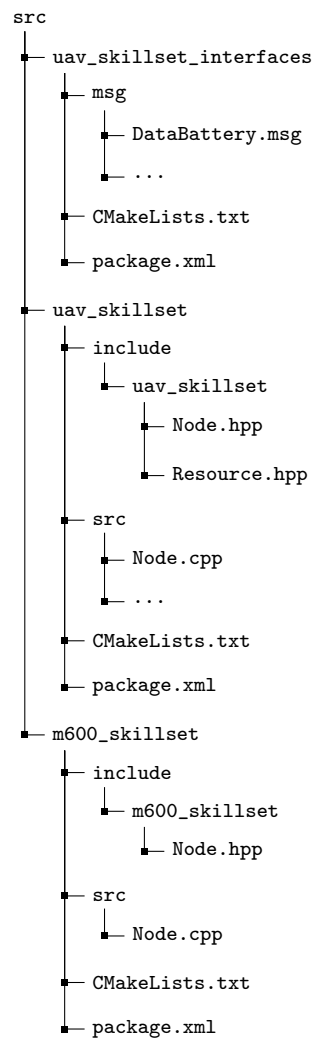 src
uav_skillset_interfaces
msg
DataBattery.msg
...
CMakeLists.txt
package.xml
uav_skillset
include
uav_skillset
Node.hpp
Resource.hpp
src
Node.cpp
...
CMakeLists.txt
package.xml
m600_skillset
include
m600_skillset
Node.hpp
src
Node.cpp
CMakeLists.txt
package.xml